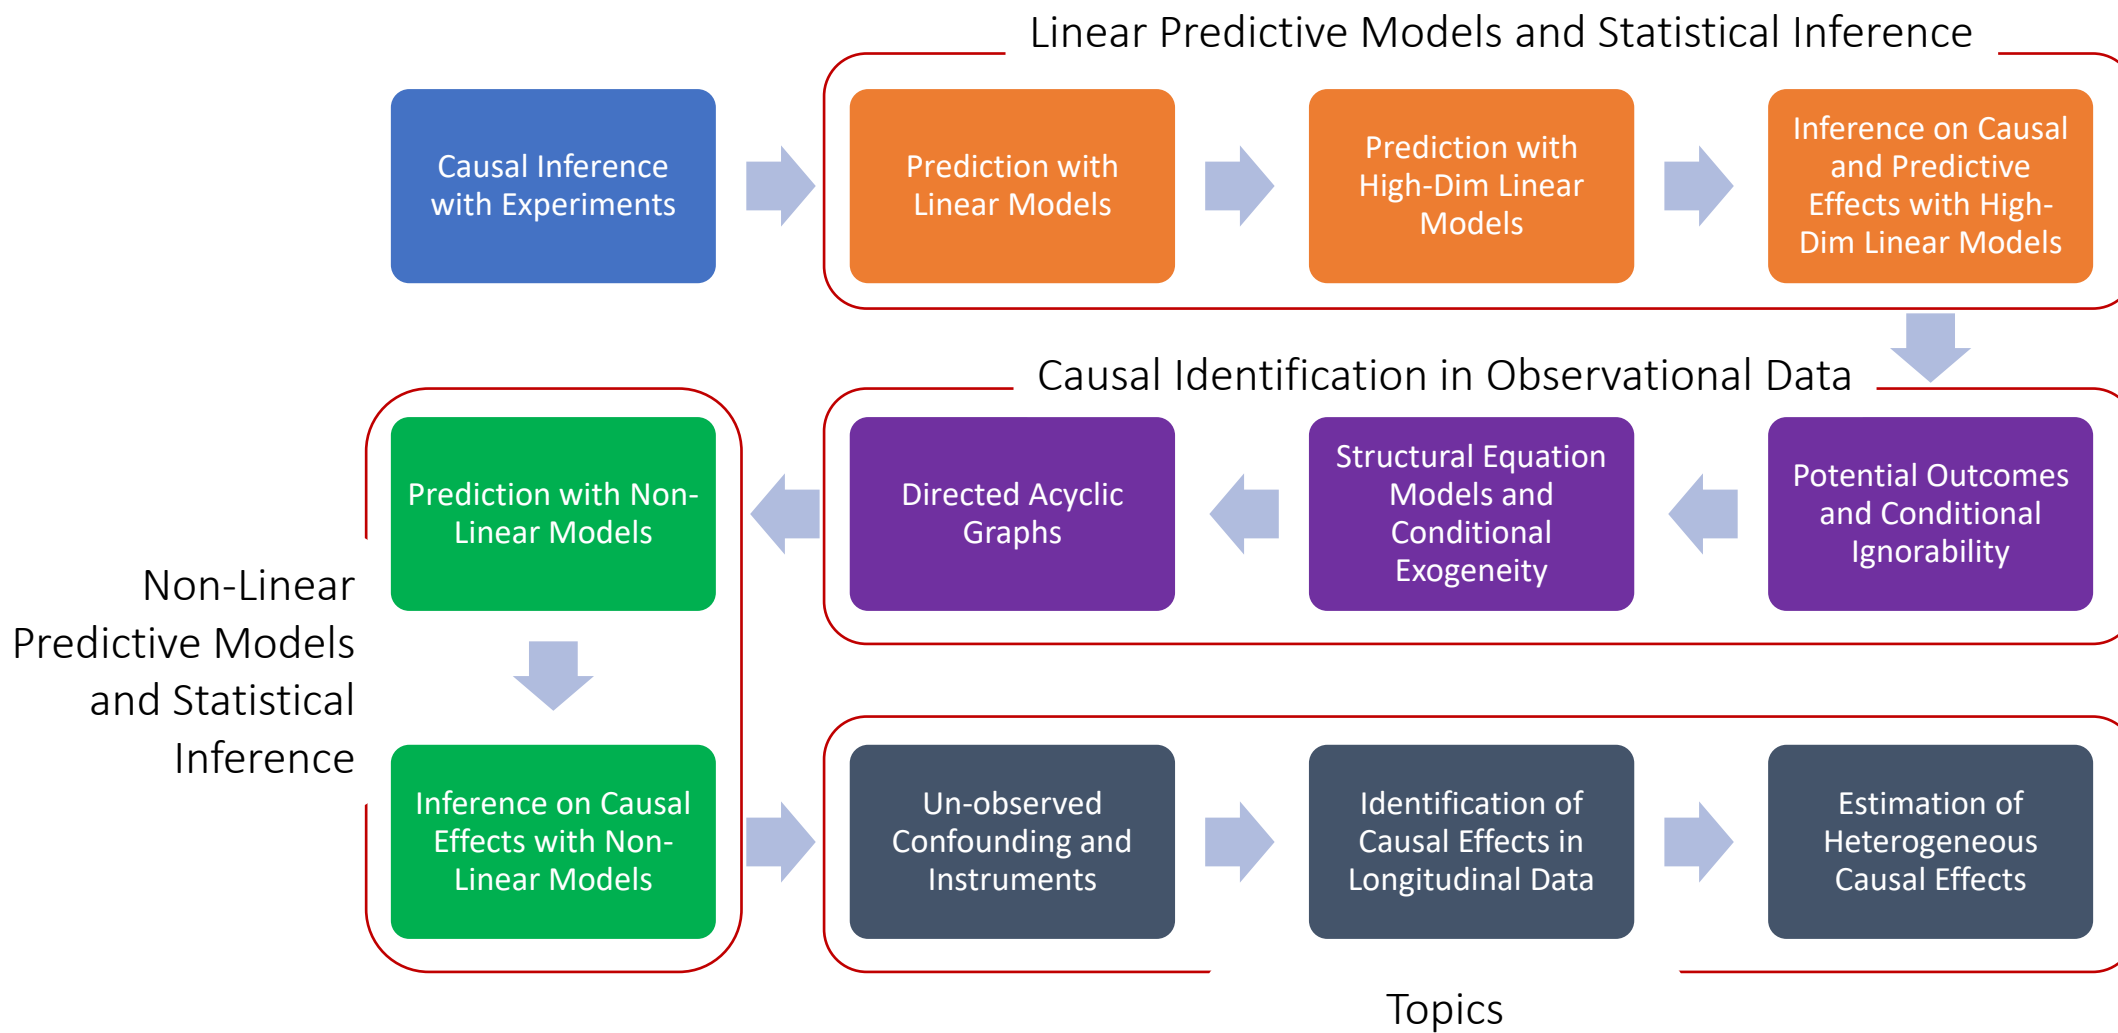 Linear Predictive Models and Statistical Inference
Causal Inference
with Experiments
Prediction with
Linear Models
Prediction with
High-Dim Linear
Models
Inference on Causal
and Predictive
Effects with High-
Dim Linear Models
Causal Identification in Observational Data
Potential Outcomes
and Conditional
Ignorability
Structural Equation
Models and
Conditional
Exogeneity
Directed Acyclic
Graphs
Prediction with Non-
Linear Models
Non-Linear
Predictive Models
and Statistical
Inference
Inference on Causal
Effects with Non-
Linear Models
Un-observed
Confounding and
Instruments
Identification of
Causal Effects in
Longitudinal Data
Estimation of
Heterogeneous
Causal Effects
Topics